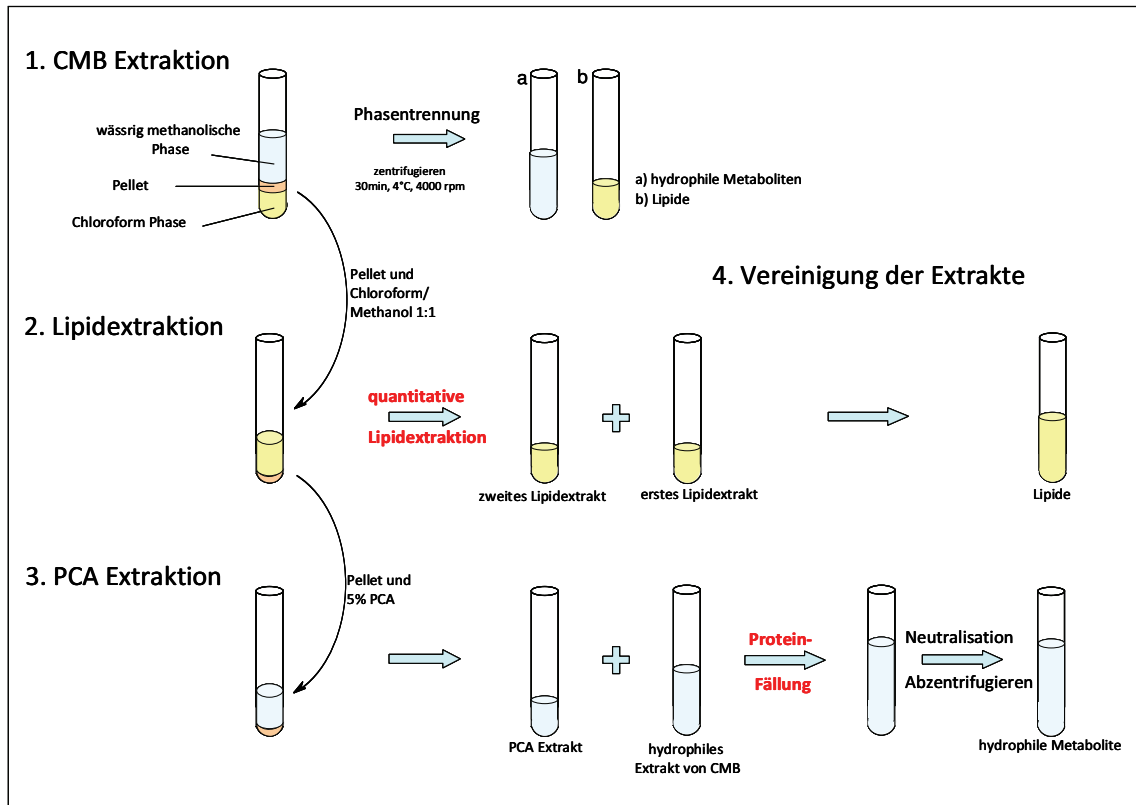 1. CMB Extraktion
wässrig methanolische
Phase
Pellet
Chloroform Phase
Phasentrennung
zentrifugieren
30min, 4°C, 4000 rpm
a
b
a) hydrophile Metaboliten
b) Lipide
Pellet und
Chloroform/
Methanol 1:1
4. Vereinigung der Extrakte
2. Lipidextraktion
quantitative
Lipidextraktion
zweites Lipidextrakt
erstes Lipidextrakt
Lipide
3. PCA Extraktion
Pellet und
5% PCA
PCA Extrakt
hydrophiles
Extrakt von CMB
Protein-
Fällung
Neutralisation
Abzentrifugieren
hydrophile Metabolite